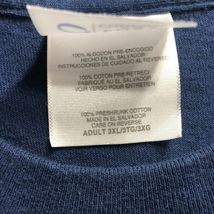 100% ALGODON PRE-ENCOGIDO
HECHO EN EL SALVADOR
INSTRUCCIONES DE CUIDADO AL REVERSO
100% COTON PRE-RETRECI
FABRIQUE AU EL SALVADOR
VOIR VERSO POUR ENTRETIEN
100% PRESHRUNK COTTON
MADE IN EL SALVADOR
CARE ON REVERSE
ADULT 3XL/3TG/3XG